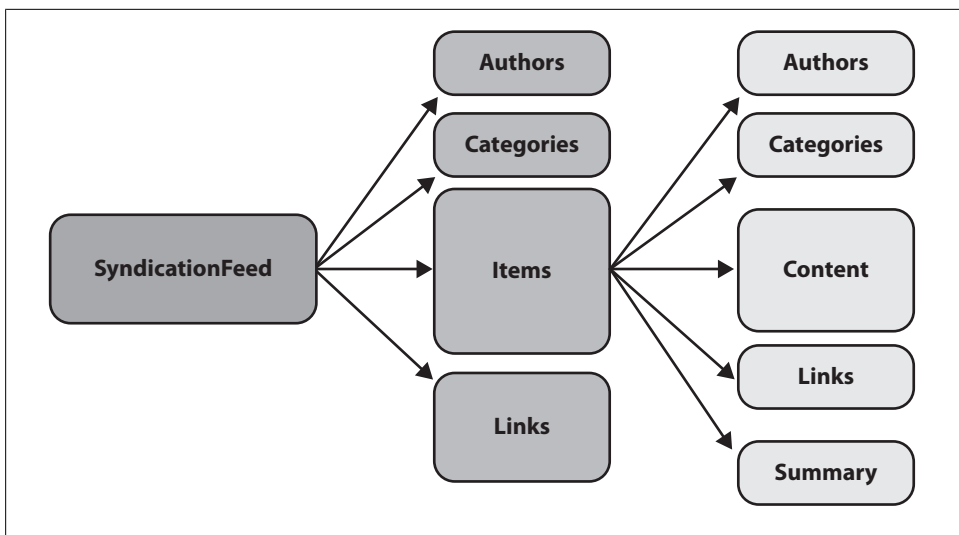 SyndicationFeed
Authors
Categories
Items
Links
Authors
Categories
Content
Links
Summary